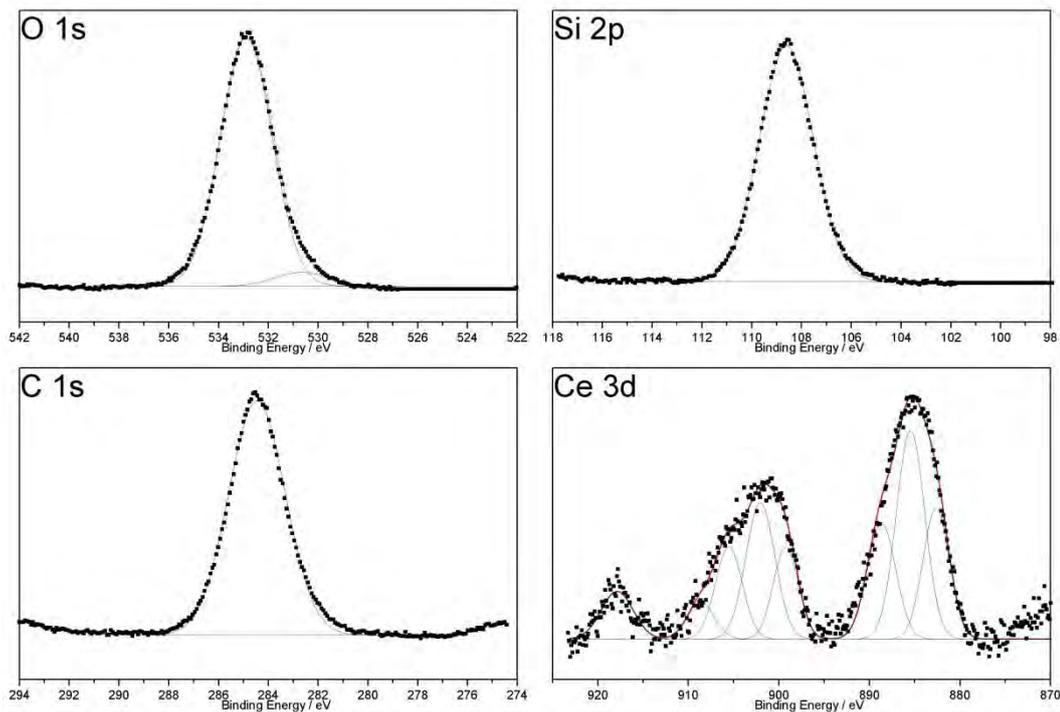 O 1s
542 540 538 536 534 532 530 528 526 524 522
Binding Energy / eV
Si 2p
118 116 114 112 110 108 106 104 102 100 98
Binding Energy / eV
C 1s
294 292 290 288 286 284 282 280 278 276 274
Binding Energy / eV
Ce 3d
920 910 900 890 880 870
Binding Energy / eV